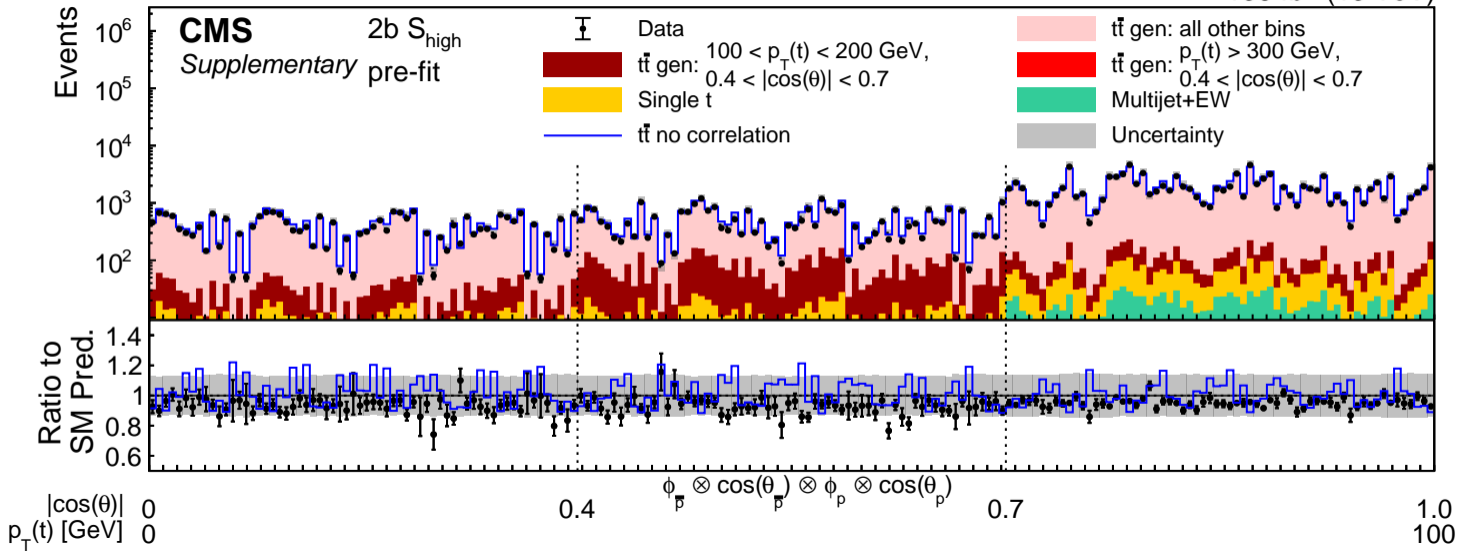 CMS
Supplementary
2b S_high
pre-fit
Data
tt̄ gen: 100 < p_T(t) < 200 GeV,
0.4 < |cos(θ)| < 0.7
Single t
tt̄ no correlation
tt̄ gen: all other bins
tt̄ gen: p_T(t) > 300 GeV,
0.4 < |cos(θ)| < 0.7
Multijet+EW
Uncertainty
Events
10^6
10^5
10^4
10^3
10^2
Ratio to
SM Pred.
1.4
1.2
1
0.8
0.6
ϕ_p̄ ⊗ cos(θ_p̄) ⊗ ϕ_p ⊗ cos(θ_p)
|cos(θ)| 0 0.4 0.7 1.0
p_T(t) [GeV] 0 100